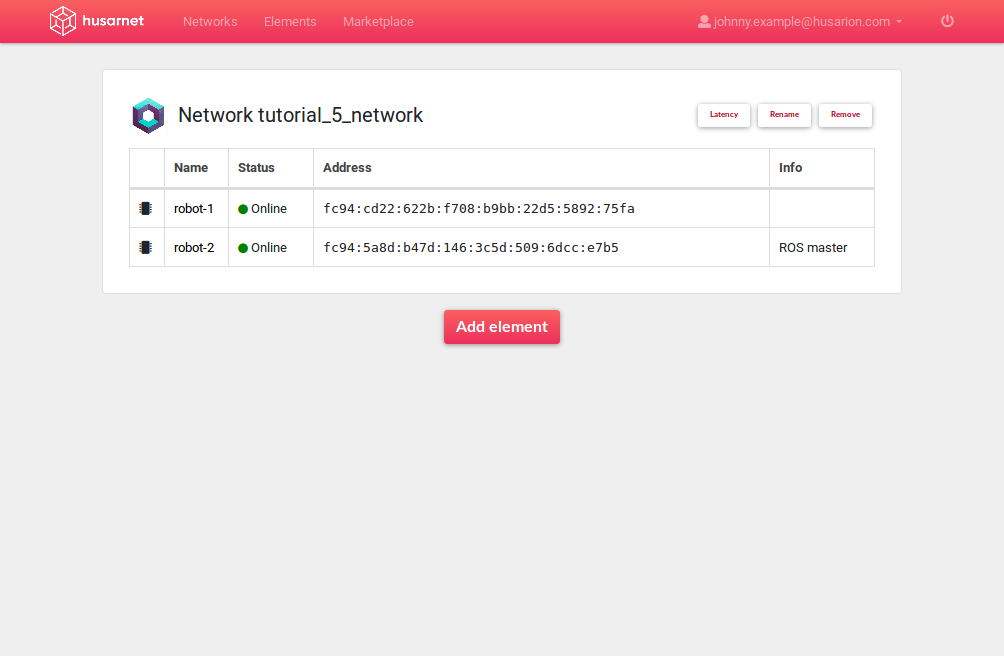 husarnet Networks Elements Marketplace johnny.example@husarion.com
Network tutorial_5_network Latency Rename Remove
Name Status Address Info
robot-1 Online fc94:cd22:622b:f708:b9bb:22d5:5892:75fa
robot-2 Online fc94:5a8d:b47d:146:3c5d:509:6dcc:e7b5 ROS master
Add element